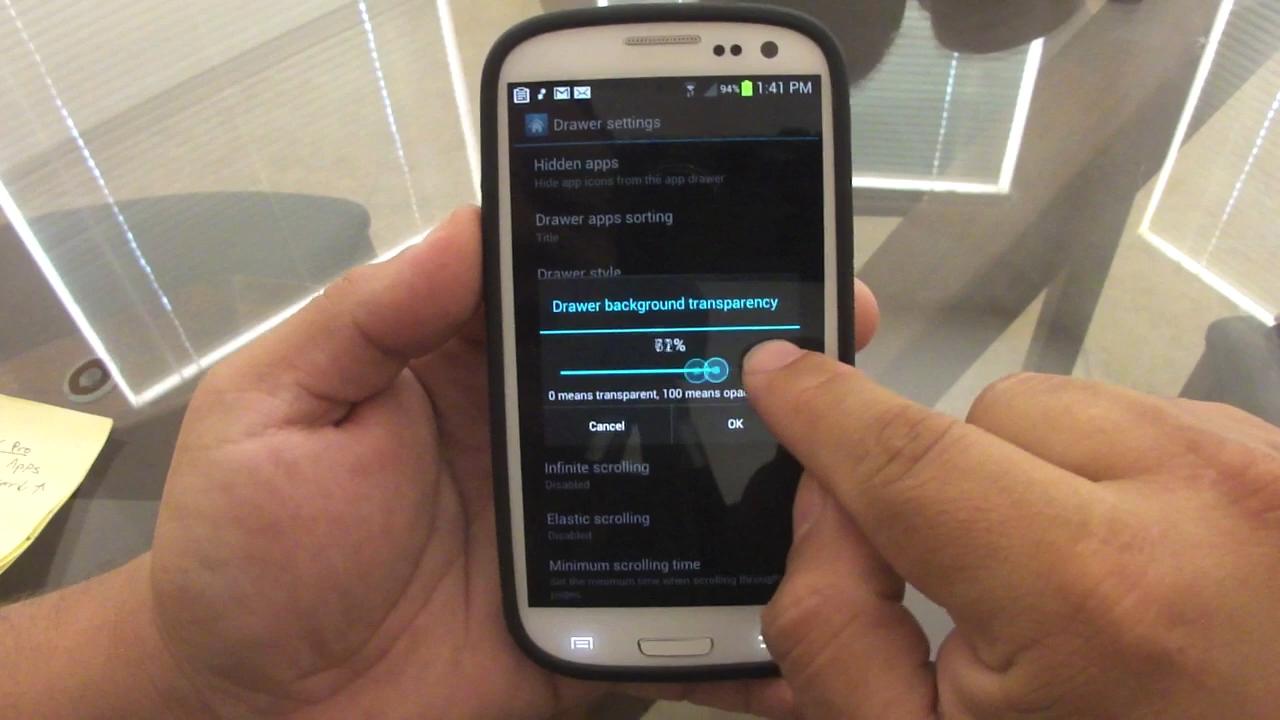 94% 1:41 PM
Drawer settings
Hidden apps
Hide app icons from the app drawer
Drawer apps sorting
Title
Drawer style
Drawer background transparency
0 means transparent, 100 means
Cancel OK
Infinite scrolling
Disabled
Elastic scrolling
Disabled
Minimum scrolling time
Set the minimum time when scrolling through
pages.
Pro
Apps